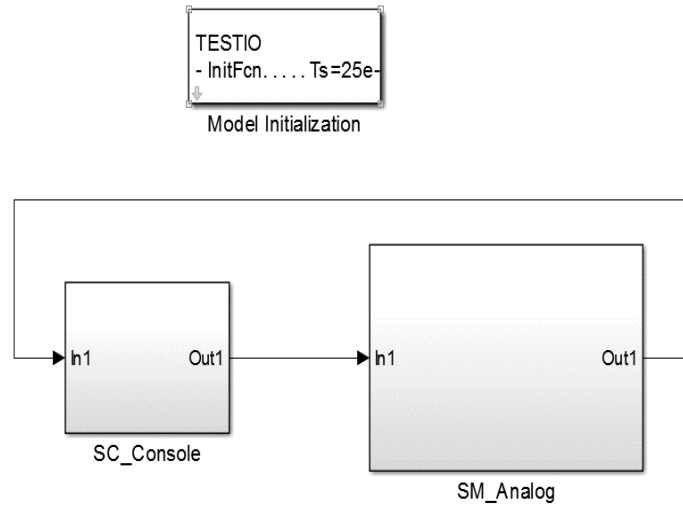 TESTIO
- InitFcn..... Ts=25e-
Model Initialization
In1 Out1
In1 Out1
SC_Console
SM_Analog